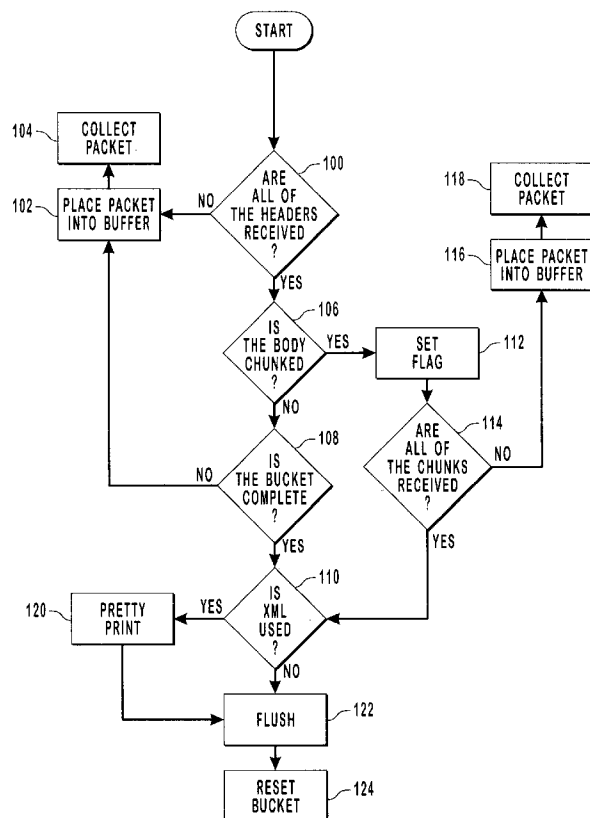 START
104
COLLECT
PACKET
100
ARE
ALL OF
THE HEADERS
RECEIVED
?
NO
102
PLACE PACKET
INTO BUFFER
YES
118
COLLECT
PACKET
116
PLACE PACKET
INTO BUFFER
106
IS
THE BODY
CHUNKED
?
YES
SET
FLAG
112
NO
108
IS
THE BUCKET
COMPLETE
?
NO
YES
114
ARE
ALL OF
THE CHUNKS
RECEIVED
?
NO
YES
110
IS
XML
USED
?
YES
120
PRETTY
PRINT
NO
FLUSH
122
RESET
BUCKET
124